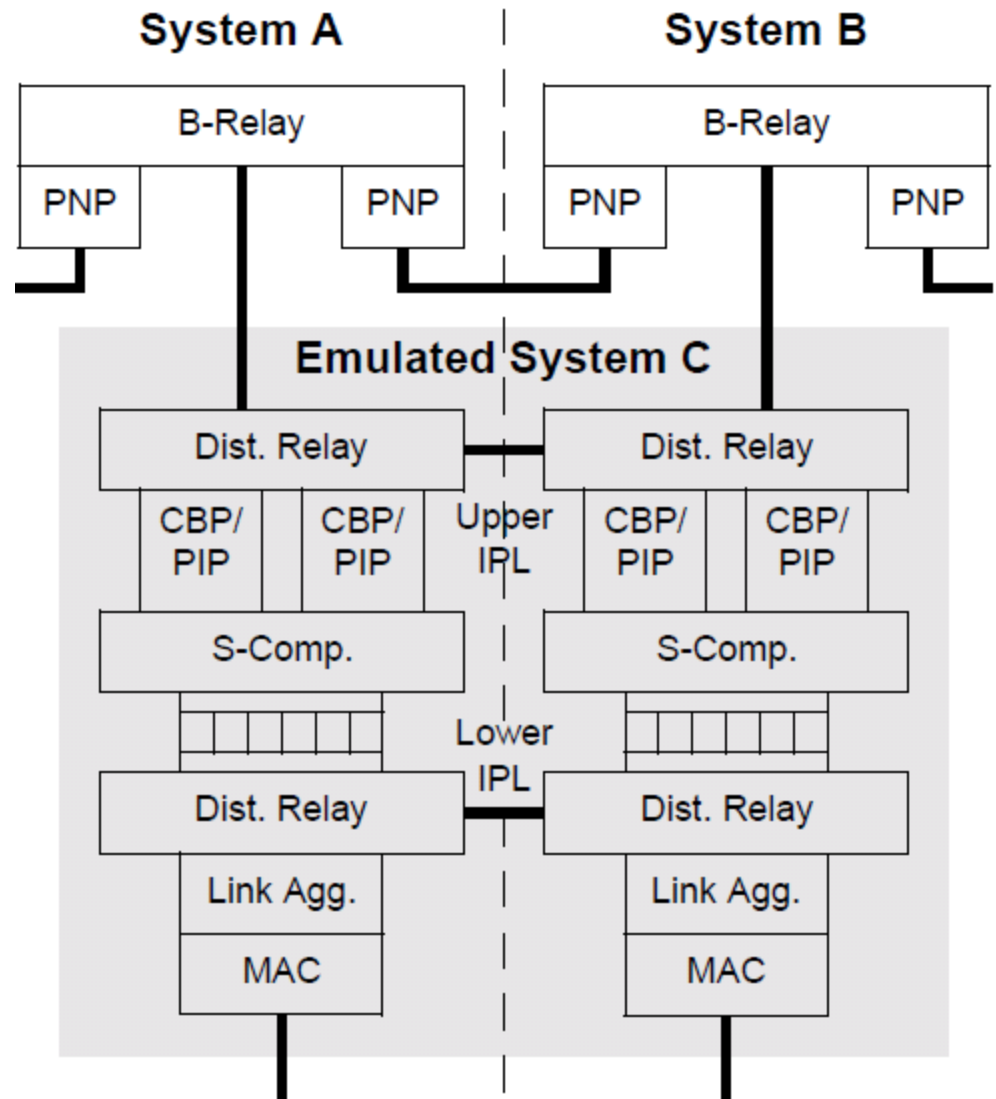 System A
System B
B-Relay
B-Relay
PNP
PNP
PNP
PNP
Emulated System C
Dist. Relay
Dist. Relay
CBP/
PIP
CBP/
PIP
Upper
IPL
CBP/
PIP
CBP/
PIP
S-Comp.
S-Comp.
Lower
IPL
Dist. Relay
Dist. Relay
Link Agg.
Link Agg.
MAC
MAC